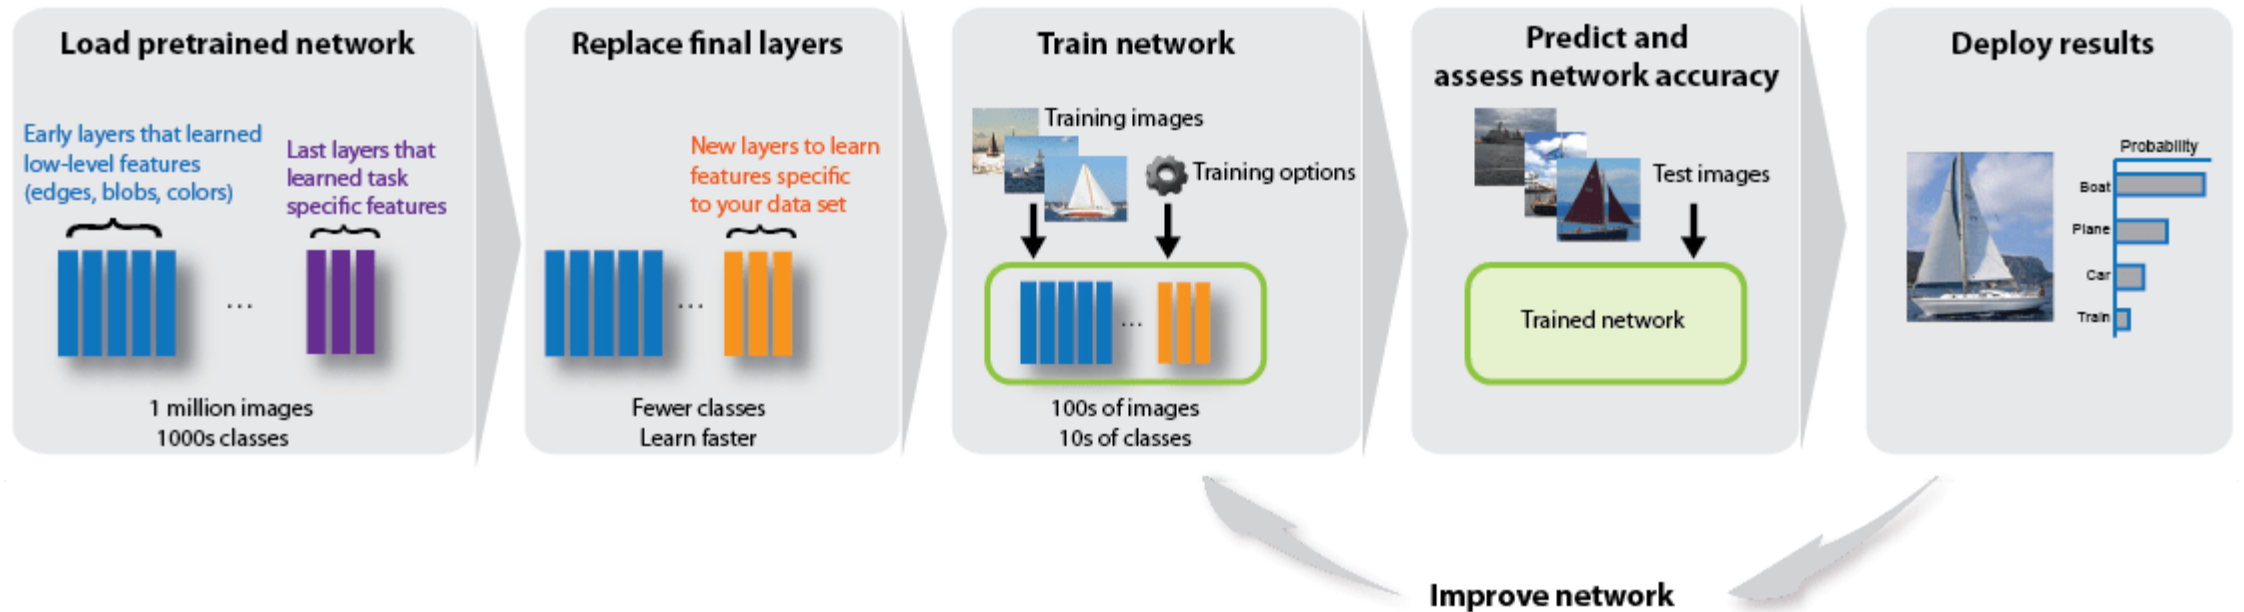 Load pretrained network
Early layers that learned
low-level features
(edges, blobs, colors)
Last layers that
learned task
specific features
...
1 million images
1000s classes
Replace final layers
New layers to learn
features specific
to your data set
...
Fewer classes
Learn faster
Train network
Training images
Training options
...
100s of images
10s of classes
Predict and
assess network accuracy
Test images
Trained network
Deploy results
Probability
Boat
Plane
Car
Train
Improve network